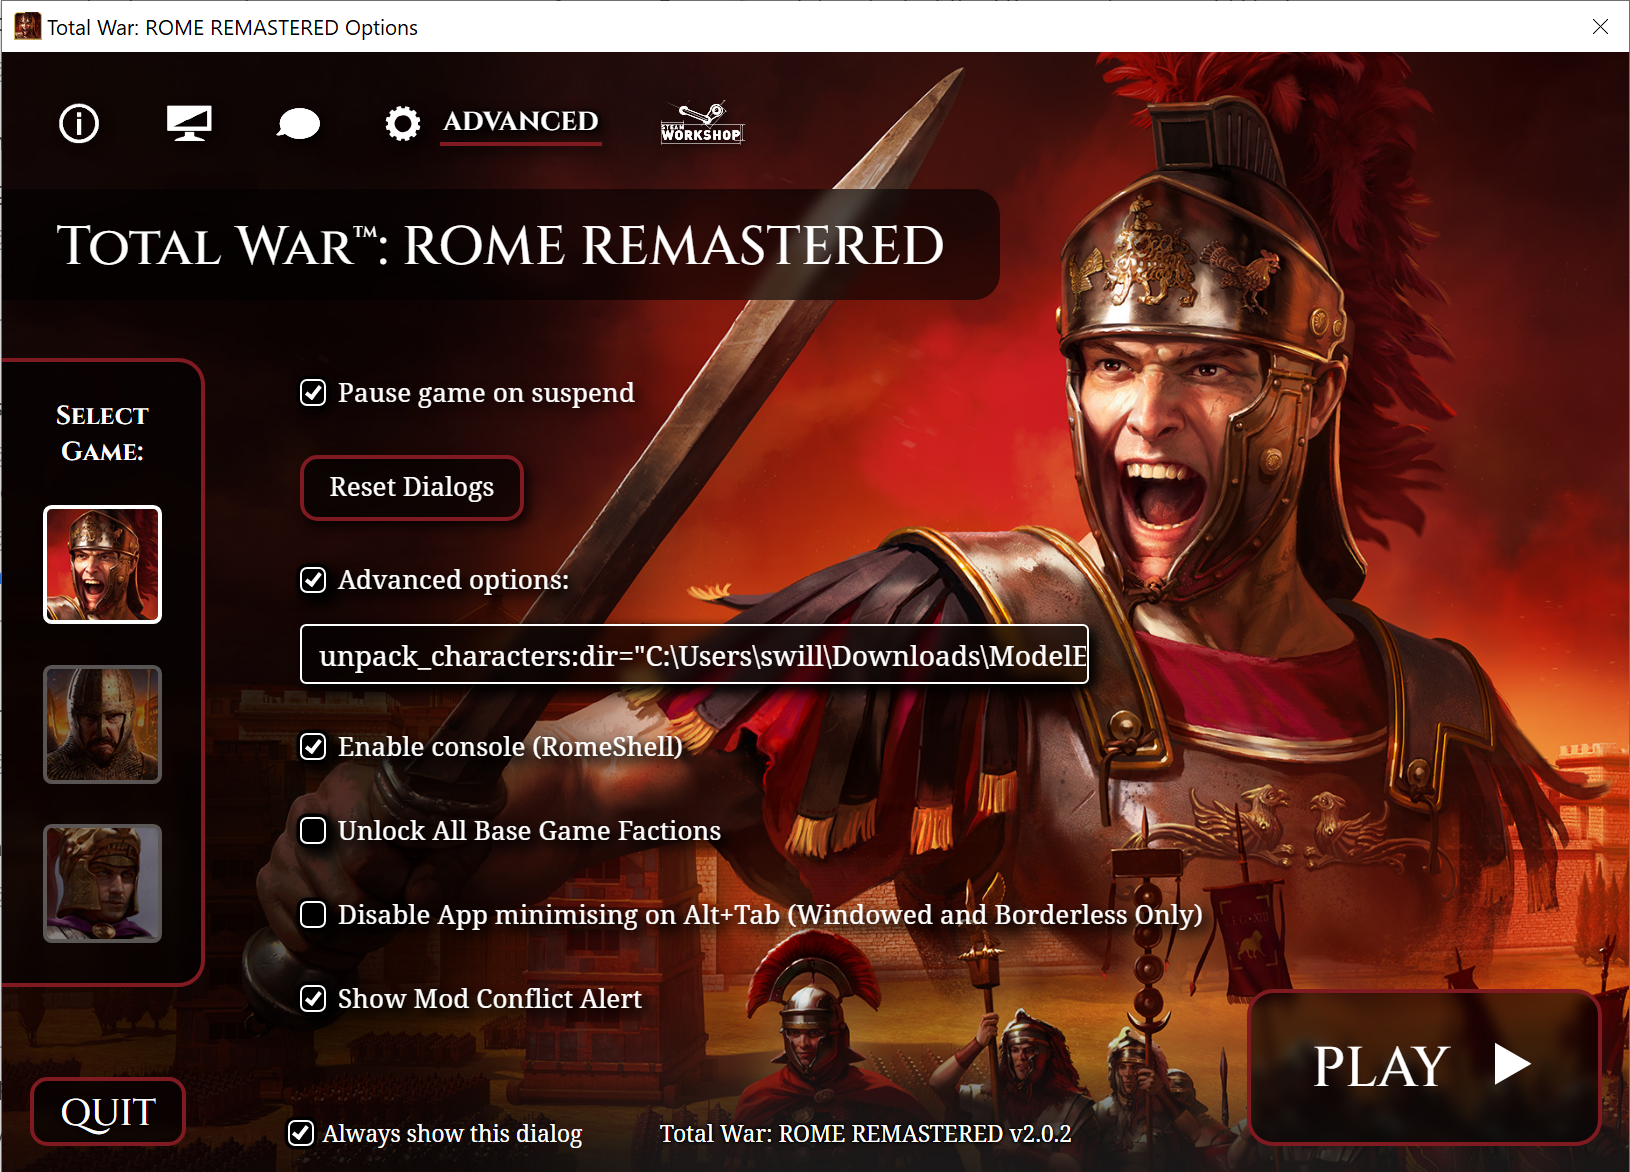 Total War: ROME REMASTERED Options
ADVANCED
STEAM
WORKSHOP
TOTAL WAR™: ROME REMASTERED
SELECT
GAME:
Pause game on suspend
Reset Dialogs
Advanced options:
unpack_characters:dir="C:\Users\swill\Downloads\ModelE
Enable console (RomeShell)
Unlock All Base Game Factions
Disable App minimising on Alt+Tab (Windowed and Borderless Only)
Show Mod Conflict Alert
PLAY
QUIT
Always show this dialog
Total War: ROME REMASTERED v2.0.2